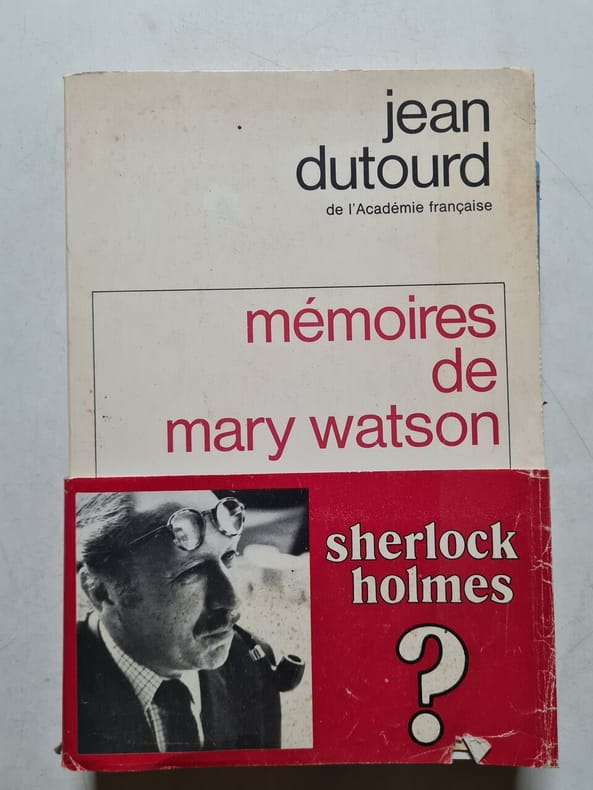 jean
dutourd
de l'Académie française
mémoires
de
mary watson
sherlock
holmes
?